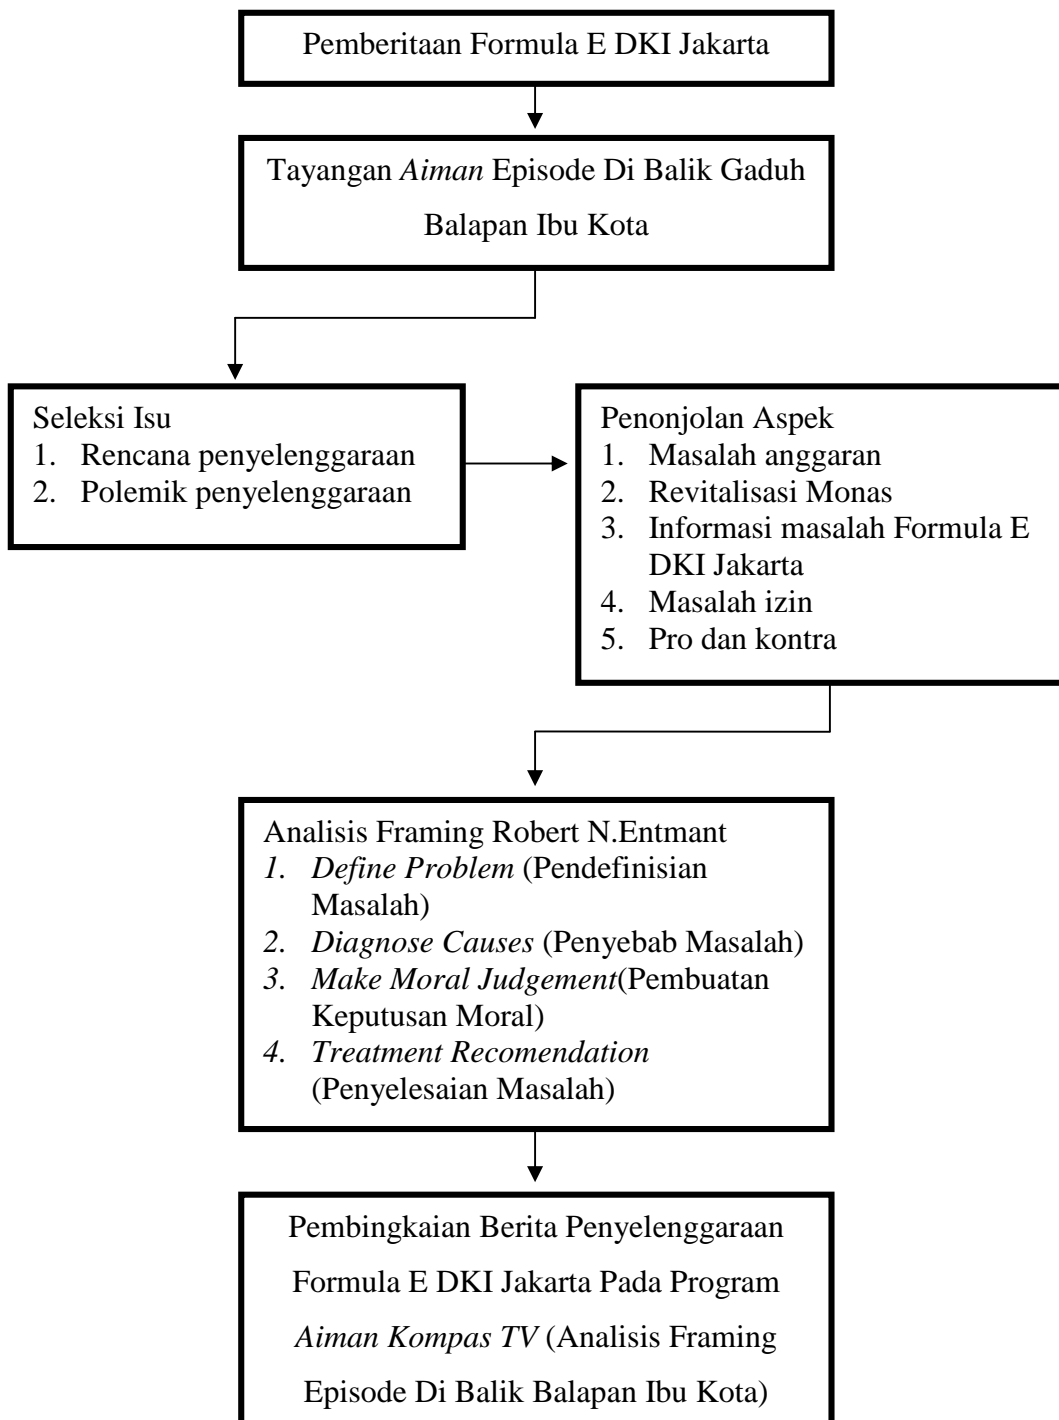 Pemberitaan Formula E DKI Jakarta
Tayangan Aiman Episode Di Balik Gaduh
Balapan Ibu Kota
Seleksi Isu
1. Rencana penyelenggaraan
2. Polemik penyelenggaraan
Penonjolan Aspek
1. Masalah anggaran
2. Revitalisasi Monas
3. Informasi masalah Formula E
DKI Jakarta
4. Masalah izin
5. Pro dan kontra
Analisis Framing Robert N.Entmant
1. Define Problem (Pendefinisian
Masalah)
2. Diagnose Causes (Penyebab Masalah)
3. Make Moral Judgement(Pembuatan
Keputusan Moral)
4. Treatment Recomendation
(Penyelesaian Masalah)
Pembingkaian Berita Penyelenggaraan
Formula E DKI Jakarta Pada Program
Aiman Kompas TV (Analisis Framing
Episode Di Balik Balapan Ibu Kota)